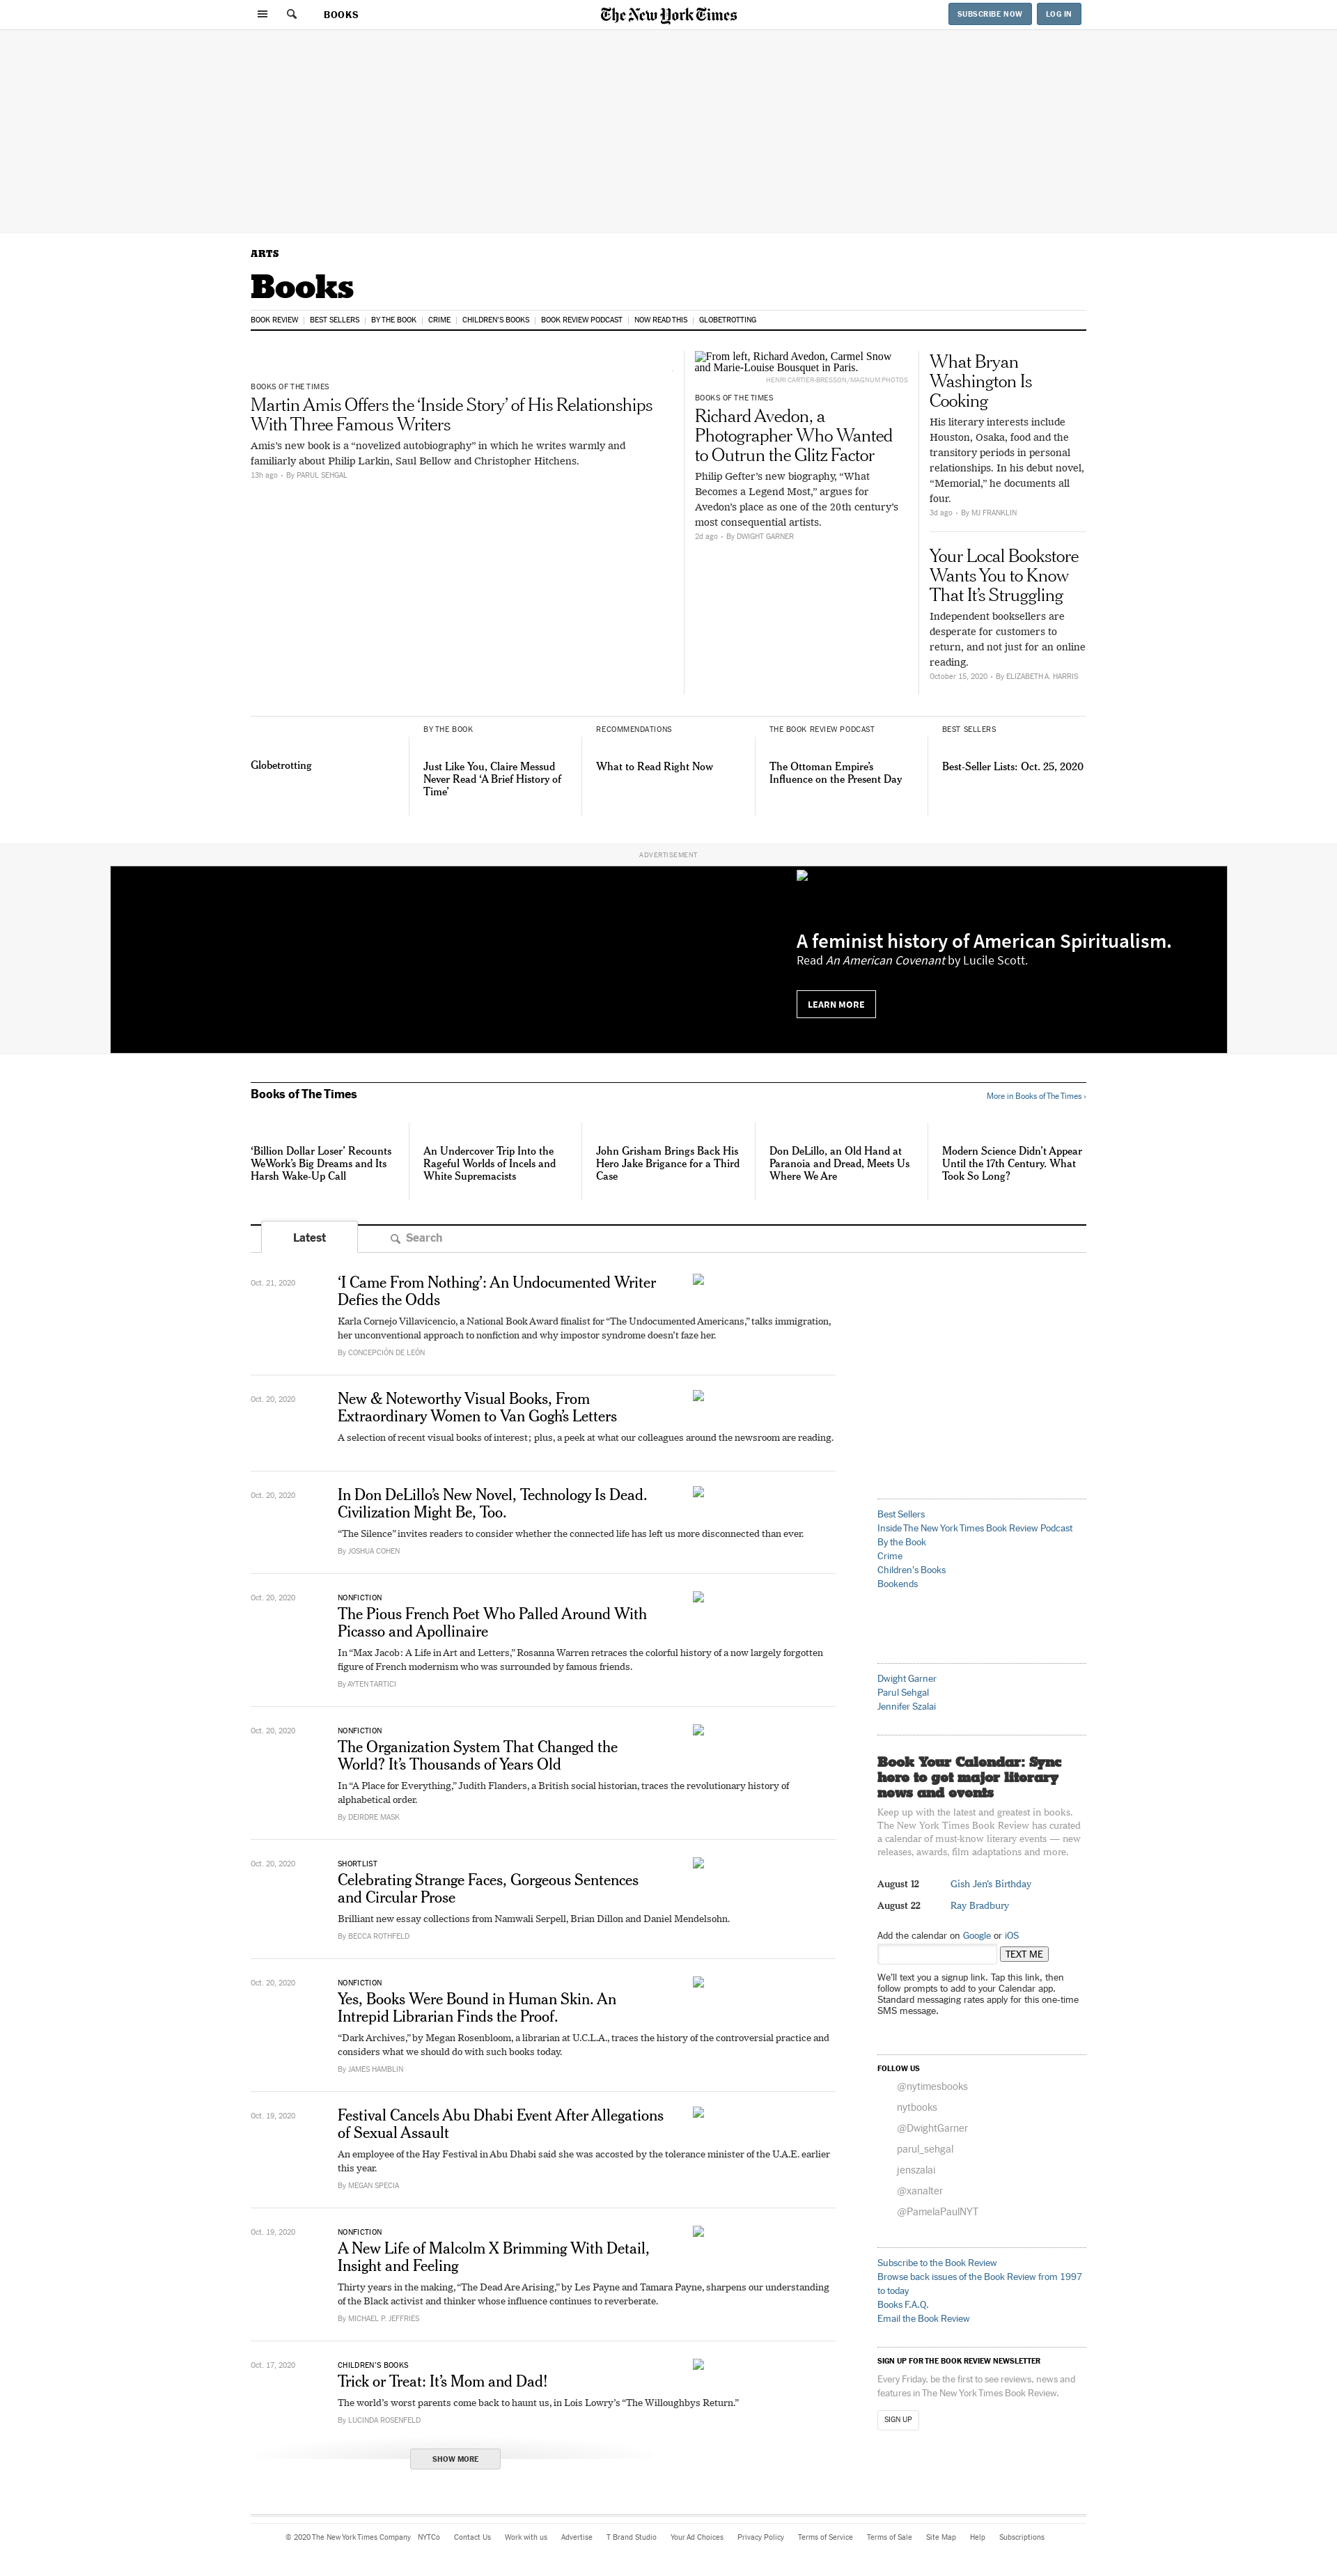 BOOKS
The New York Times
SUBSCRIBE NOW
LOG IN
ARTS
Books
BOOK REVIEW
BEST SELLERS
BY THE BOOK
CRIME
CHILDREN'S BOOKS
BOOK REVIEW PODCAST
NOW READ THIS
GLOBETROTTING
BOOKS OF THE TIMES
Martin Amis Offers the ‘Inside Story’ of His Relationships
With Three Famous Writers
Amis’s new book is a “novelized autobiography” in which he writes warmly and
familiarly about Philip Larkin, Saul Bellow and Christopher Hitchens.
13h ago • By PARUL SEHGAL
From left, Richard Avedon, Carmel Snow
and Marie-Louise Bousquet in Paris.
HENRI CARTIER-BRESSON/MAGNUM PHOTOS
BOOKS OF THE TIMES
Richard Avedon, a
Photographer Who Wanted
to Outrun the Glitz Factor
Philip Gefter’s new biography, “What
Becomes a Legend Most,” argues for
Avedon’s place as one of the 20th century’s
most consequential artists.
2d ago • By DWIGHT GARNER
What Bryan
Washington Is
Cooking
His literary interests include
Houston, Osaka, food and the
transitory periods in personal
relationships. In his debut novel,
“Memorial,” he documents all
four.
3d ago • By MJ FRANKLIN
Your Local Bookstore
Wants You to Know
That It’s Struggling
Independent booksellers are
desperate for customers to
return, and not just for an online
reading.
October 15, 2020 • By ELIZABETH A. HARRIS
Globetrotting
BY THE BOOK
Just Like You, Claire Messud
Never Read ‘A Brief History of
Time’
RECOMMENDATIONS
What to Read Right Now
THE BOOK REVIEW PODCAST
The Ottoman Empire’s
Influence on the Present Day
BEST SELLERS
Best-Seller Lists: Oct. 25, 2020
ADVERTISEMENT
A feminist history of American Spiritualism.
Read An American Covenant by Lucile Scott.
LEARN MORE
Books of The Times
More in Books of The Times ›
‘Billion Dollar Loser’ Recounts
WeWork’s Big Dreams and Its
Harsh Wake-Up Call
An Undercover Trip Into the
Rageful Worlds of Incels and
White Supremacists
John Grisham Brings Back His
Hero Jake Brigance for a Third
Case
Don DeLillo, an Old Hand at
Paranoia and Dread, Meets Us
Where We Are
Modern Science Didn’t Appear
Until the 17th Century. What
Took So Long?
Latest
Search
Oct. 21, 2020
‘I Came From Nothing’: An Undocumented Writer
Defies the Odds
Karla Cornejo Villavicencio, a National Book Award finalist for “The Undocumented Americans,” talks immigration,
her unconventional approach to nonfiction and why impostor syndrome doesn’t faze her.
By CONCEPCIÓN DE LEÓN
Oct. 20, 2020
New & Noteworthy Visual Books, From
Extraordinary Women to Van Gogh’s Letters
A selection of recent visual books of interest; plus, a peek at what our colleagues around the newsroom are reading.
Oct. 20, 2020
In Don DeLillo’s New Novel, Technology Is Dead.
Civilization Might Be, Too.
“The Silence” invites readers to consider whether the connected life has left us more disconnected than ever.
By JOSHUA COHEN
Oct. 20, 2020
NONFICTION
The Pious French Poet Who Palled Around With
Picasso and Apollinaire
In “Max Jacob: A Life in Art and Letters,” Rosanna Warren retraces the colorful history of a now largely forgotten
figure of French modernism who was surrounded by famous friends.
By AYTEN TARTICI
Oct. 20, 2020
NONFICTION
The Organization System That Changed the
World? It’s Thousands of Years Old
In “A Place for Everything,” Judith Flanders, a British social historian, traces the revolutionary history of
alphabetical order.
By DEIRDRE MASK
Oct. 20, 2020
SHORTLIST
Celebrating Strange Faces, Gorgeous Sentences
and Circular Prose
Brilliant new essay collections from Namwali Serpell, Brian Dillon and Daniel Mendelsohn.
By BECCA ROTHFELD
Oct. 20, 2020
NONFICTION
Yes, Books Were Bound in Human Skin. An
Intrepid Librarian Finds the Proof.
“Dark Archives,” by Megan Rosenbloom, a librarian at U.C.L.A., traces the history of the controversial practice and
considers what we should do with such books today.
By JAMES HAMBLIN
Oct. 19, 2020
Festival Cancels Abu Dhabi Event After Allegations
of Sexual Assault
An employee of the Hay Festival in Abu Dhabi said she was accosted by the tolerance minister of the U.A.E. earlier
this year.
By MEGAN SPECIA
Oct. 19, 2020
NONFICTION
A New Life of Malcolm X Brimming With Detail,
Insight and Feeling
Thirty years in the making, “The Dead Are Arising,” by Les Payne and Tamara Payne, sharpens our understanding
of the Black activist and thinker whose influence continues to reverberate.
By MICHAEL P. JEFFRIES
Oct. 17, 2020
CHILDREN’S BOOKS
Trick or Treat: It’s Mom and Dad!
The world’s worst parents come back to haunt us, in Lois Lowry’s “The Willoughbys Return.”
By LUCINDA ROSENFELD
SHOW MORE
Best Sellers
Inside The New York Times Book Review Podcast
By the Book
Crime
Children's Books
Bookends
Dwight Garner
Parul Sehgal
Jennifer Szalai
Book Your Calendar: Sync
here to get major literary
news and events
Keep up with the latest and greatest in books.
The New York Times Book Review has curated
a calendar of must-know literary events — new
releases, awards, film adaptations and more.
August 12 Gish Jen's Birthday
August 22 Ray Bradbury
Add the calendar on Google or iOS
TEXT ME
We’ll text you a signup link. Tap this link, then
follow prompts to add to your Calendar app.
Standard messaging rates apply for this one-time
SMS message.
FOLLOW US
@nytimesbooks
nytbooks
@DwightGarner
parul_sehgal
jenszalai
@xanalter
@PamelaPaulNYT
Subscribe to the Book Review
Browse back issues of the Book Review from 1997
to today
Books F.A.Q.
Email the Book Review
SIGN UP FOR THE BOOK REVIEW NEWSLETTER
Every Friday, be the first to see reviews, news and
features in The New York Times Book Review.
SIGN UP
© 2020 The New York Times Company NYTCo Contact Us Work with us Advertise T Brand Studio Your Ad Choices Privacy Policy Terms of Service Terms of Sale Site Map Help Subscriptions